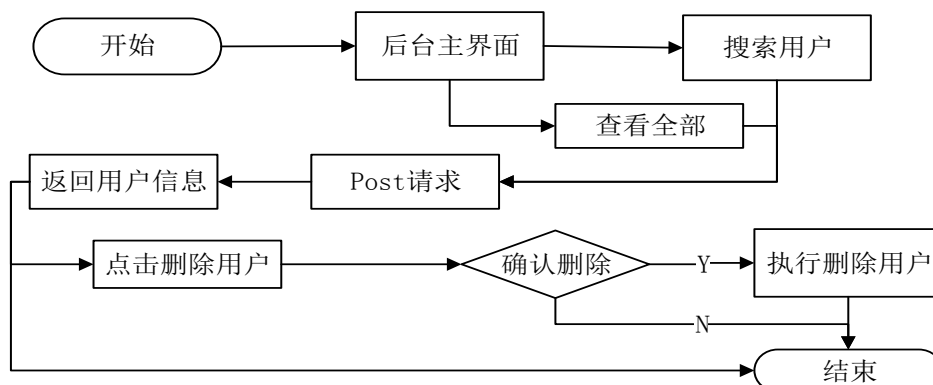 开始
后台主界面
搜索用户
查看全部
返回用户信息
Post请求
点击删除用户
确认删除
Y
执行删除用户
N
结束